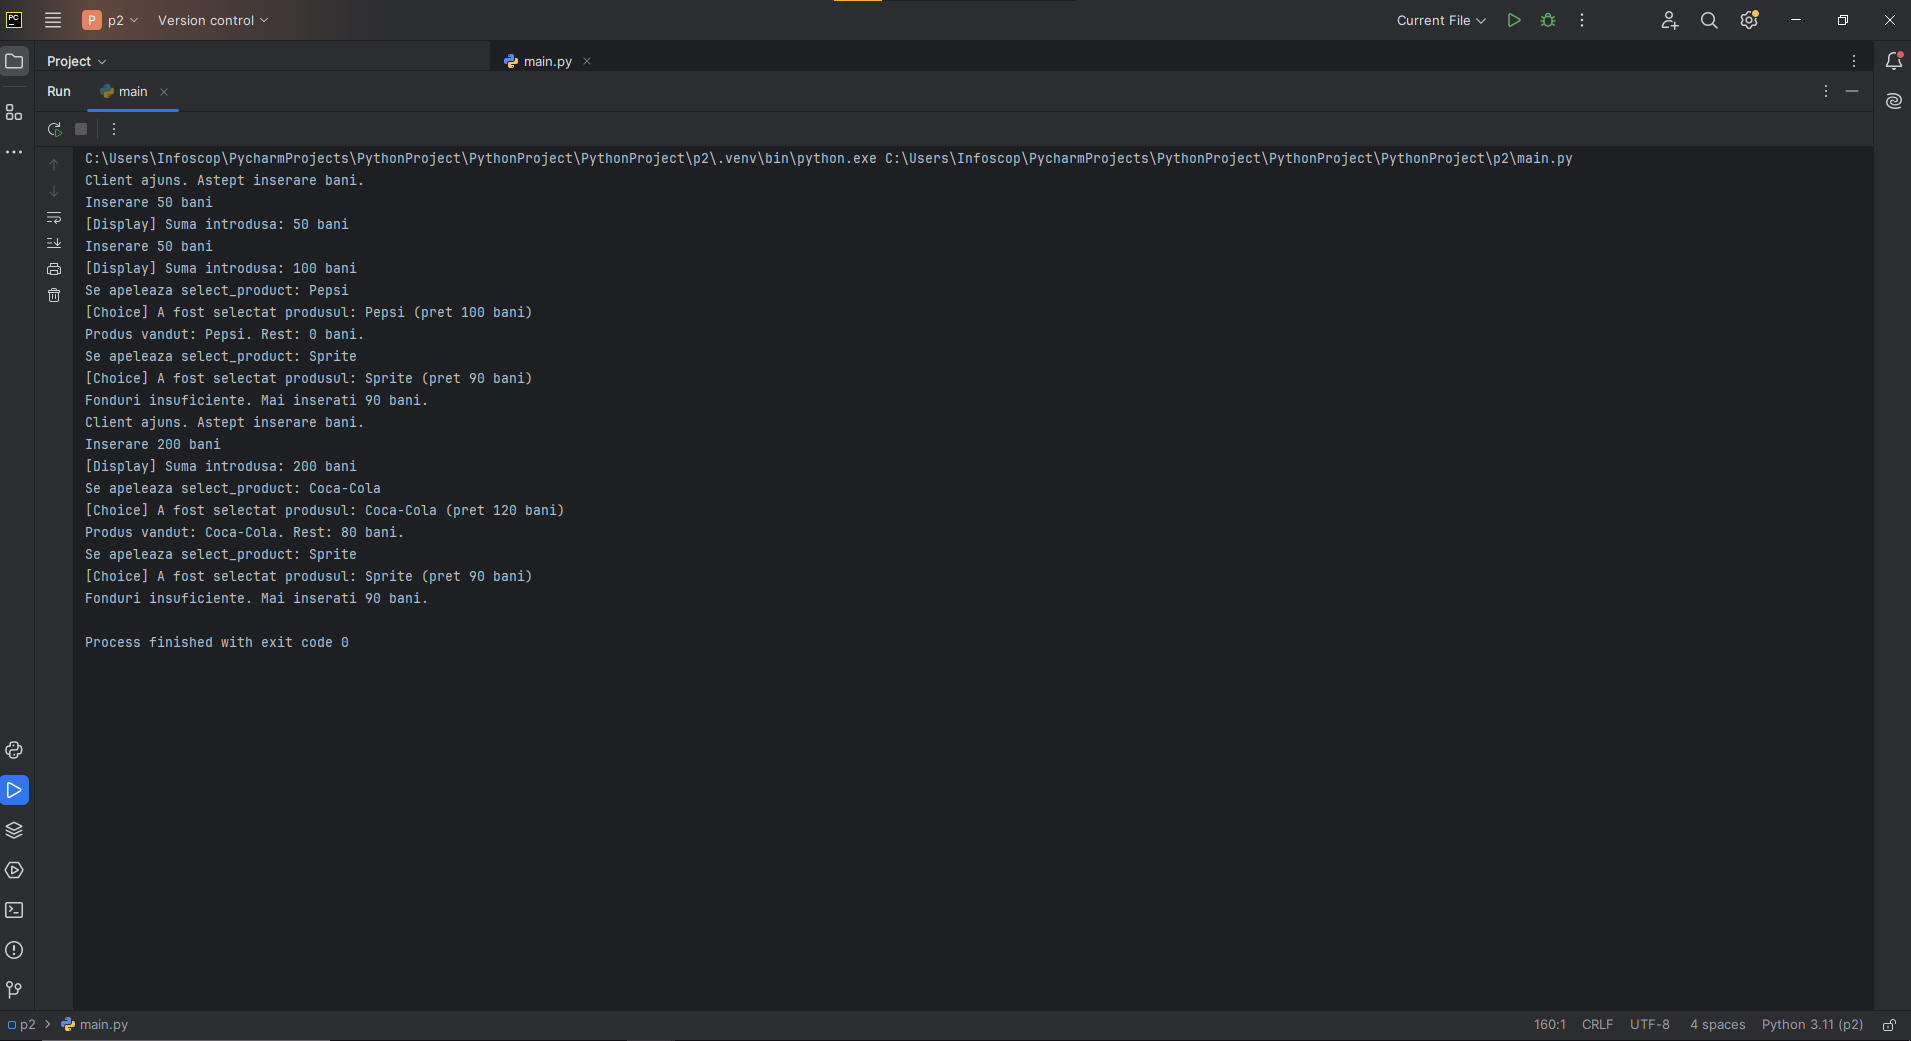 PC
P p2 Version control Current File
Project main.py
Run main
C:\Users\Infoscop\PycharmProjects\PythonProject\PythonProject\PythonProject\p2\.venv\bin\python.exe C:\Users\Infoscop\PycharmProjects\PythonProject\PythonProject\PythonProject\p2\main.py
Client ajuns. Astept inserare bani.
Inserare 50 bani
[Display] Suma introdusa: 50 bani
Inserare 50 bani
[Display] Suma introdusa: 100 bani
Se apeleaza select_product: Pepsi
[Choice] A fost selectat produsul: Pepsi (pret 100 bani)
Produs vandut: Pepsi. Rest: 0 bani.
Se apeleaza select_product: Sprite
[Choice] A fost selectat produsul: Sprite (pret 90 bani)
Fonduri insuficiente. Mai inserati 90 bani.
Client ajuns. Astept inserare bani.
Inserare 200 bani
[Display] Suma introdusa: 200 bani
Se apeleaza select_product: Coca-Cola
[Choice] A fost selectat produsul: Coca-Cola (pret 120 bani)
Produs vandut: Coca-Cola. Rest: 80 bani.
Se apeleaza select_product: Sprite
[Choice] A fost selectat produsul: Sprite (pret 90 bani)
Fonduri insuficiente. Mai inserati 90 bani.
Process finished with exit code 0
p2 main.py 160:1 CRLF UTF-8 4 spaces Python 3.11 (p2)